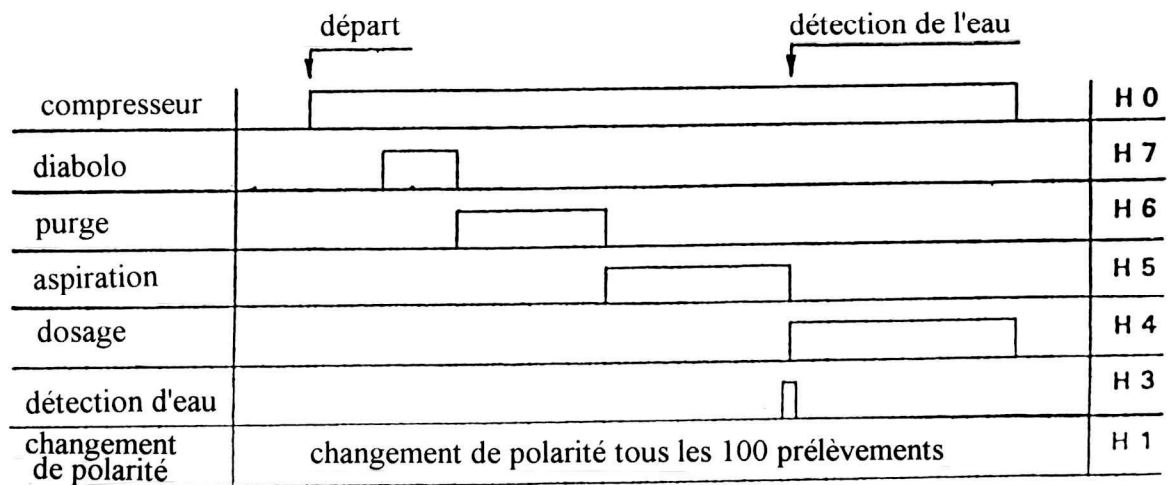 départ
détection de l'eau
compresseur
H 0
diabolo
H 7
purge
H 6
aspiration
H 5
dosage
H 4
détection d'eau
H 3
changement
de polarité
changement de polarité tous les 100 prélèvements
H 1